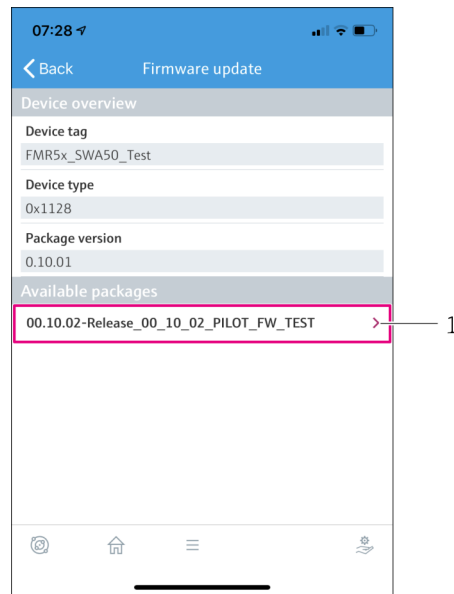 07:28
Back Firmware update
Device overview
Device tag
FMR5x_SWA50_Test
Device type
0x1128
Package version
0.10.01
Available packages
00.10.02-Release_00_10_02_PILOT_FW_TEST
1